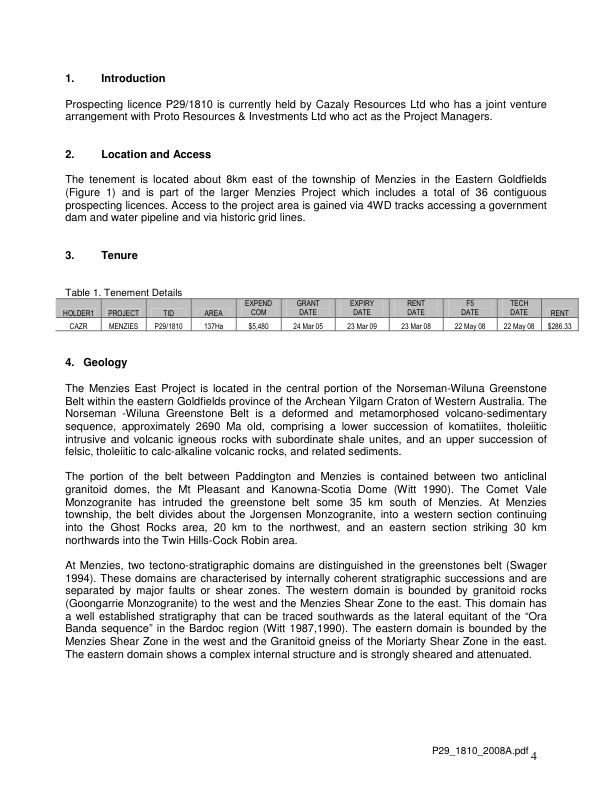 1. Introduction
Prospecting licence P29/1810 is currently held by Cazaly Resources Ltd who has a joint venture
arrangement with Proto Resources & Investments Ltd who act as the Project Managers.
2. Location and Access
The tenement is located about 8km east of the township of Menzies in the Eastern Goldfields
(Figure 1) and is part of the larger Menzies Project which includes a total of 36 contiguous
prospecting licences. Access to the project area is gained via 4WD tracks accessing a government
dam and water pipeline and via historic grid lines.
3. Tenure
Table 1. Tenement Details
HOLDER1 PROJECT TID AREA EXPEND COM GRANT DATE EXPIRY DATE RENT DATE F5 DATE TECH DATE RENT
CAZR MENZIES P29/1810 137Ha $5,480 24 Mar 05 23 Mar 09 23 Mar 08 22 May 08 22 May 08 $286.33
4. Geology
The Menzies East Project is located in the central portion of the Norseman-Wiluna Greenstone
Belt within the eastern Goldfields province of the Archean Yilgarn Craton of Western Australia. The
Norseman -Wiluna Greenstone Belt is a deformed and metamorphosed volcano-sedimentary
sequence, approximately 2690 Ma old, comprising a lower succession of komatiites, tholeiitic
intrusive and volcanic igneous rocks with subordinate shale unites, and an upper succession of
felsic, tholeiitic to calc-alkaline volcanic rocks, and related sediments.
The portion of the belt between Paddington and Menzies is contained between two anticlinal
granitoid domes, the Mt Pleasant and Kanowna-Scotia Dome (Witt 1990). The Comet Vale
Monzogranite has intruded the greenstone belt some 35 km south of Menzies. At Menzies
township, the belt divides about the Jorgensen Monzogranite, into a western section continuing
into the Ghost Rocks area, 20 km to the northwest, and an eastern section striking 30 km
northwards into the Twin Hills-Cock Robin area.
At Menzies, two tectono-stratigraphic domains are distinguished in the greenstones belt (Swager
1994). These domains are characterised by internally coherent stratigraphic successions and are
separated by major faults or shear zones. The western domain is bounded by granitoid rocks
(Goongarrie Monzogranite) to the west and the Menzies Shear Zone to the east. This domain has
a well established stratigraphy that can be traced southwards as the lateral equitant of the “Ora
Banda sequence” in the Bardoc region (Witt 1987,1990). The eastern domain is bounded by the
Menzies Shear Zone in the west and the Granitoid gneiss of the Moriarty Shear Zone in the east.
The eastern domain shows a complex internal structure and is strongly sheared and attenuated.
P29_1810_2008A.pdf 4